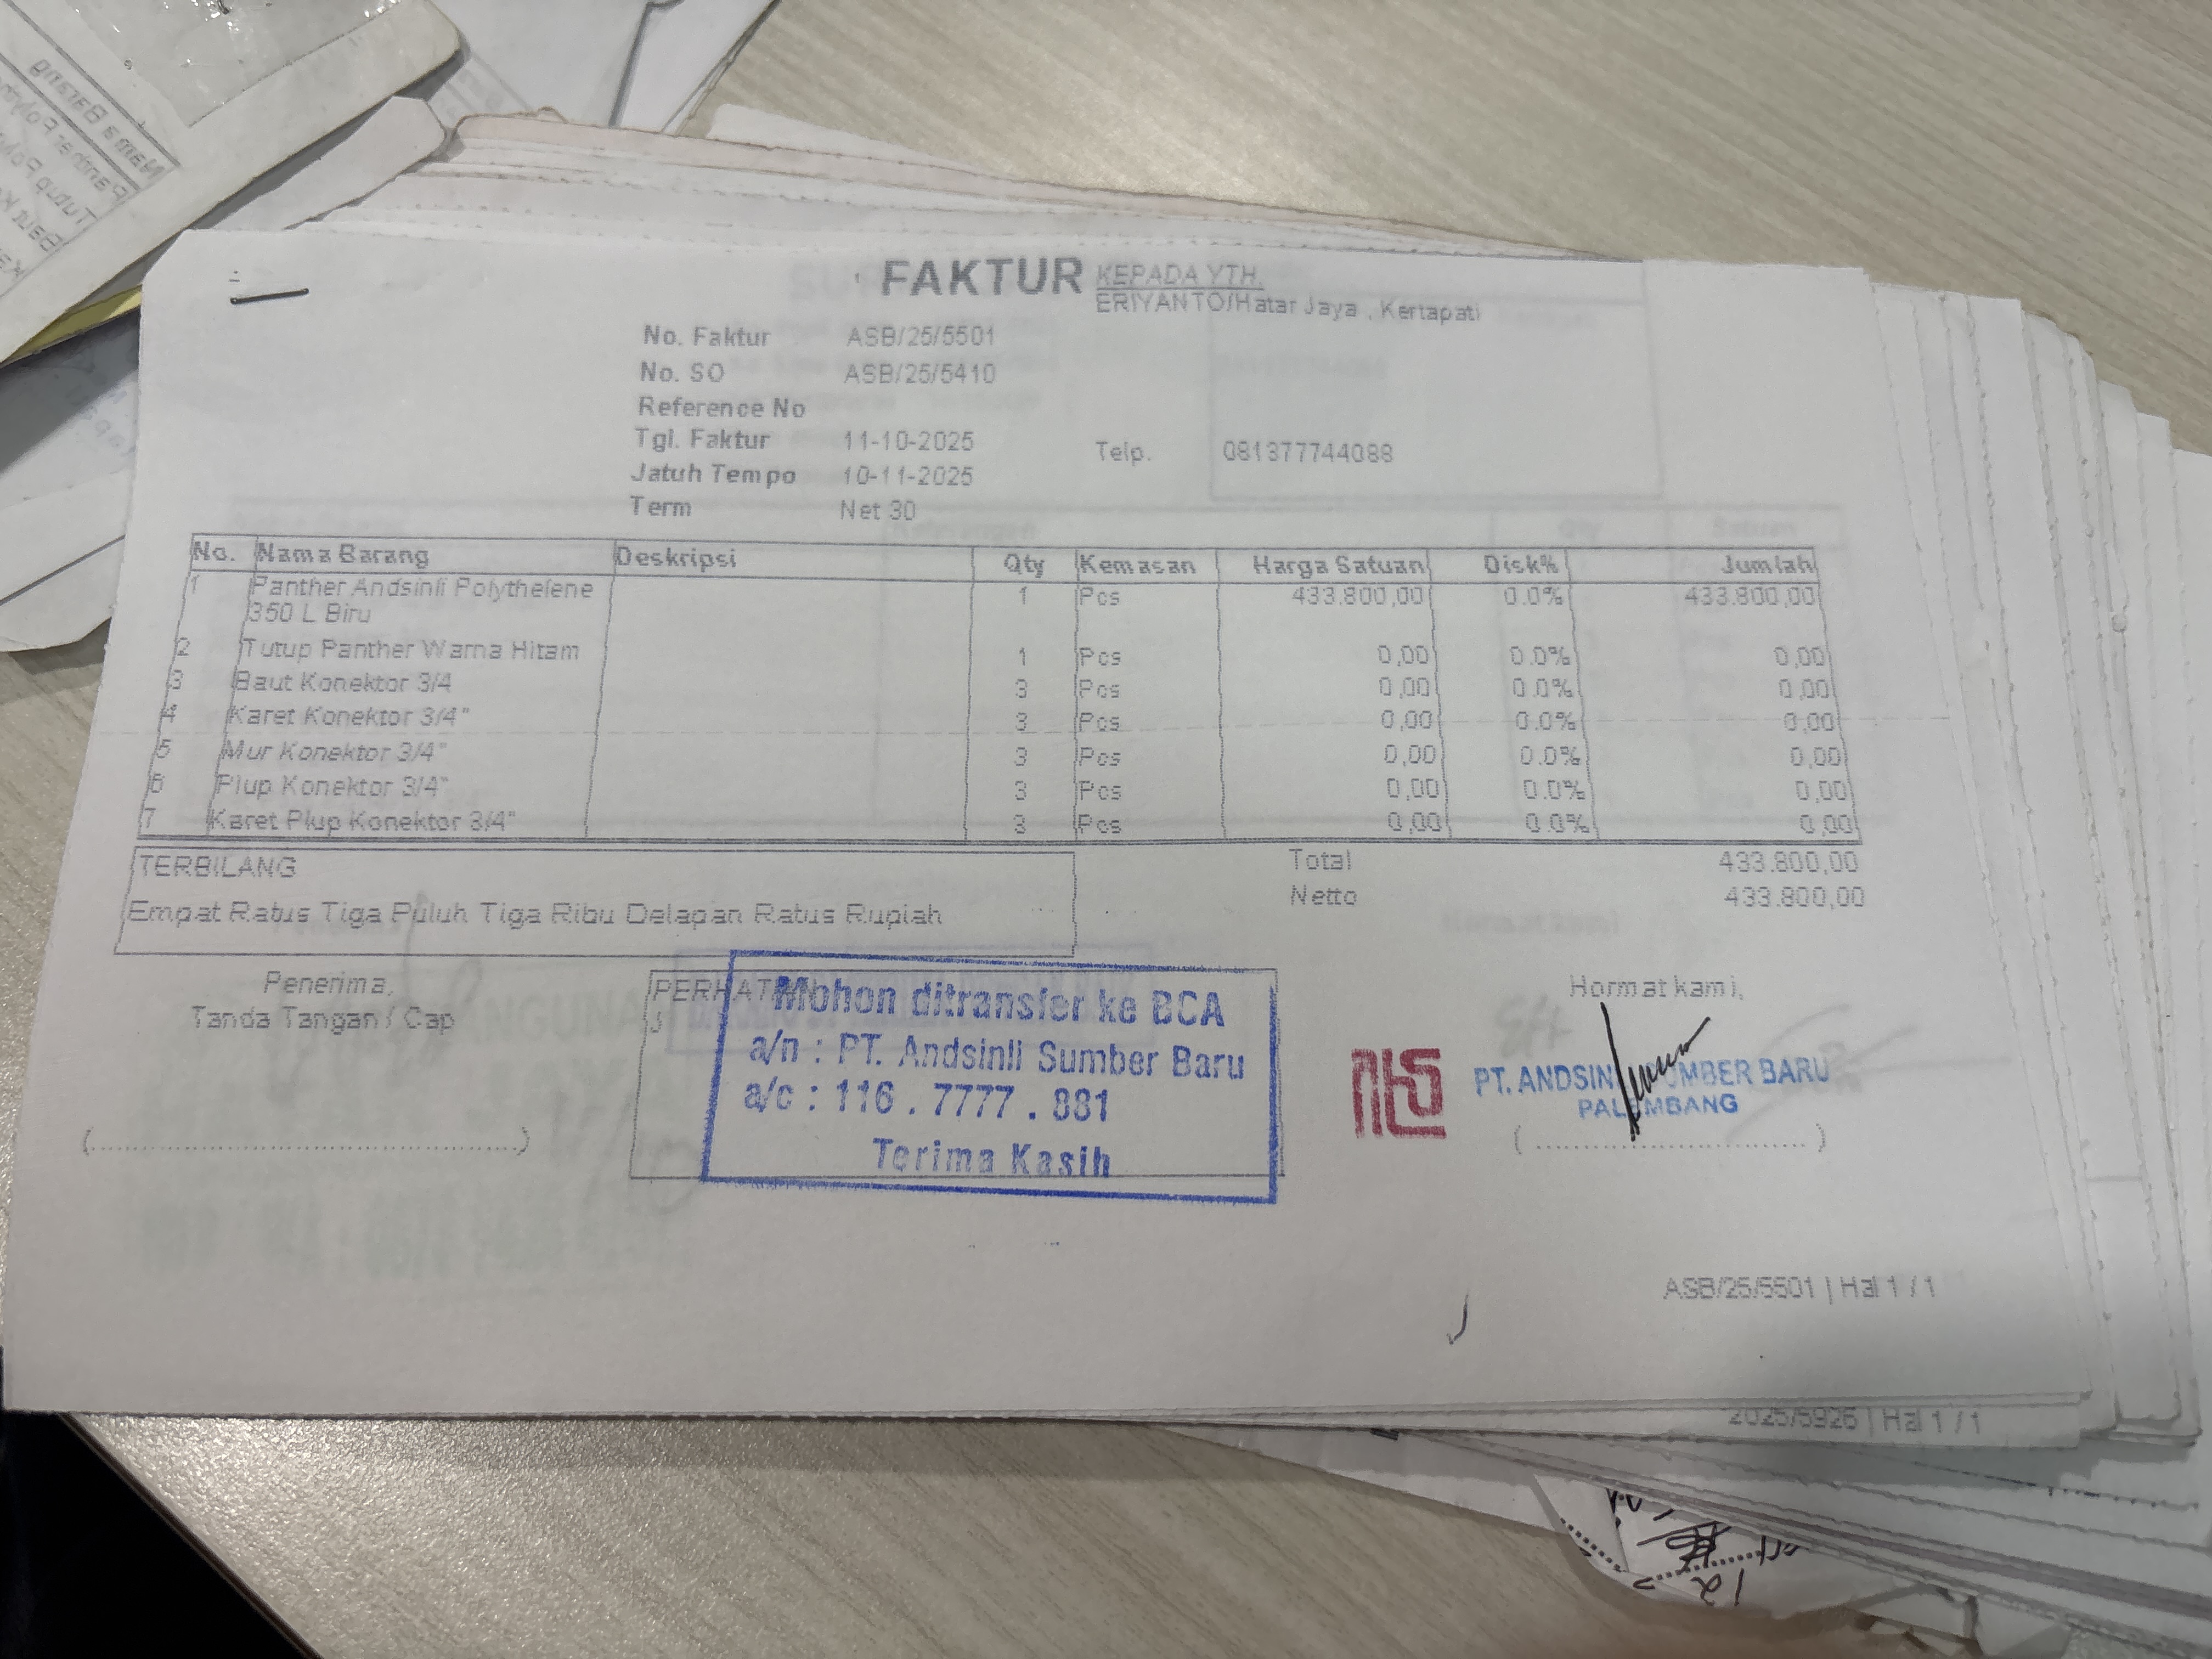 FAKTUR
KEPADA YTH.
ERIYANTO/Hatar Jaya , Kertapati
No. Faktur ASB/25/5501
No. SO ASB/25/5410
Reference No
Tgl. Faktur 11-10-2025
Telp. 081377744088
Jatuh Tempo 10-11-2025
Term Net 30
No. Nama Barang Deskripsi Qty Kemasan Harga Satuan Disk% Jumlah
1 Panther Andsinli Polythelene 1 Pcs 433.800,00 0.0% 433.800,00
350 L Biru
2 Tutup Panther Warna Hitam 1 Pcs 0,00 0.0% 0,00
3 Baut Konektor 3/4 3 Pcs 0,00 0.0% 0,00
4 Karet Konektor 3/4" 3 Pcs 0,00 0.0% 0,00
5 Mur Konektor 3/4" 3 Pcs 0,00 0.0% 0,00
6 Plup Konektor 3/4" 3 Pcs 0,00 0.0% 0,00
7 Karet Plup Konektor 3/4" 3 Pcs 0,00 0.0% 0,00
TERBILANG
Empat Ratus Tiga Puluh Tiga Ribu Delapan Ratus Rupiah
Total 433.800,00
Netto 433.800,00
Penerima,
Tanda Tangan / Cap
(........................................................)
Mohon ditransfer ke BCA
a/n : PT. Andsinli Sumber Baru
a/c : 116 . 7777 . 881
Terima Kasih
Hormat kami,
PT. ANDSINLI SUMBER BARU
PALEMBANG
( .................................... )
ASB/25/5501 | Hal 1 / 1
2025/5926 | Hal 1 / 1
Nama Barang